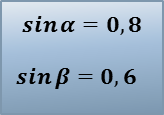 sinα = 0,8
sinβ = 0,6